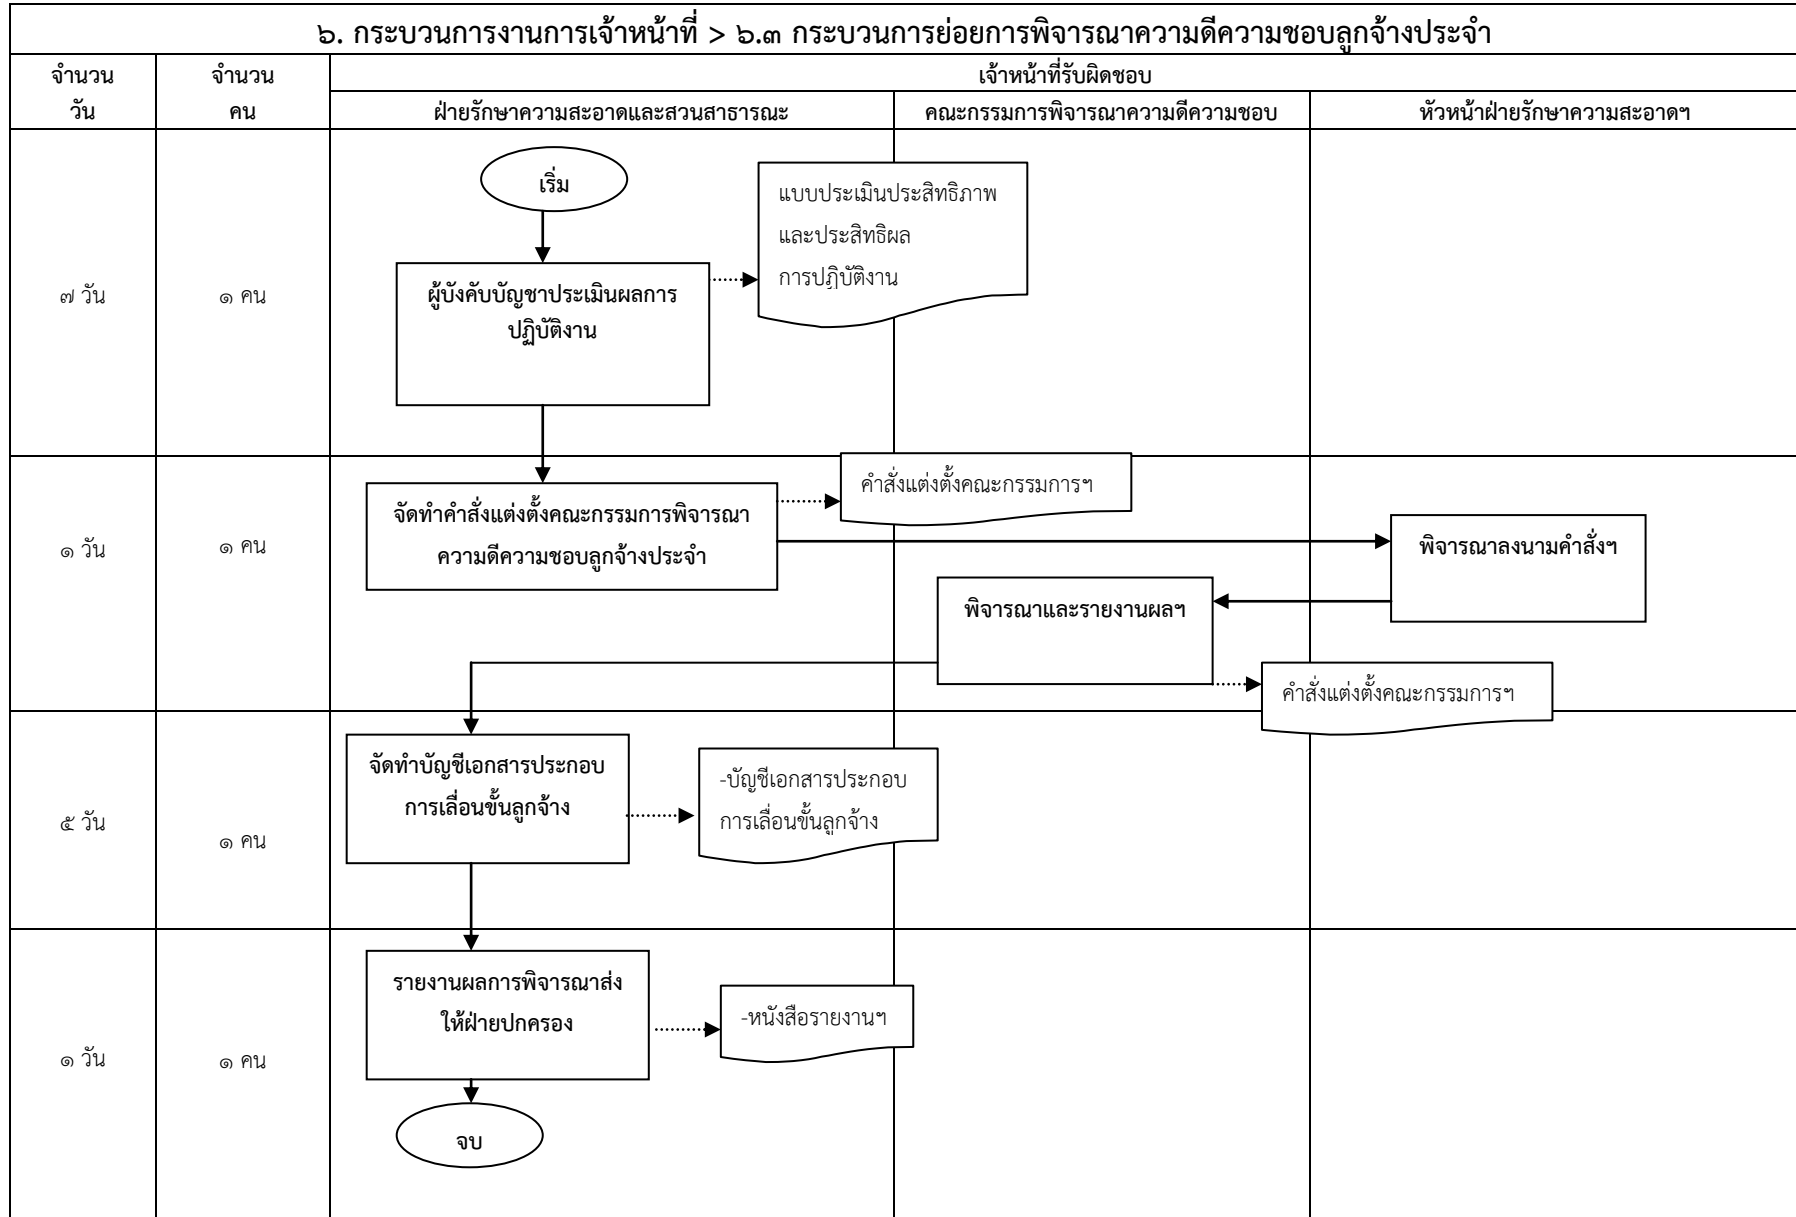 ๖. กระบวนการงานการเจ้าหน้าที่ > ๖.๓ กระบวนการย่อยการพิจารณาความดีความชอบลูกจ้างประจำ
จำนวน
วัน
จำนวน
คน
เจ้าหน้าที่รับผิดชอบ
ฝ่ายรักษาความสะอาดและสวนสาธารณะ
คณะกรรมการพิจารณาความดีความชอบ
หัวหน้าฝ่ายรักษาความสะอาดฯ
เริ่ม
แบบประเมินประสิทธิภาพ
และประสิทธิผล
การปฏิบัติงาน
๗ วัน
๑ คน
ผู้บังคับบัญชาประเมินผลการ
ปฏิบัติงาน
คำสั่งแต่งตั้งคณะกรรมการฯ
๑ วัน
๑ คน
จัดทำคำสั่งแต่งตั้งคณะกรรมการพิจารณา
ความดีความชอบลูกจ้างประจำ
พิจารณาลงนามคำสั่งฯ
พิจารณาและรายงานผลฯ
คำสั่งแต่งตั้งคณะกรรมการฯ
๕ วัน
๑ คน
จัดทำบัญชีเอกสารประกอบ
การเลื่อนขั้นลูกจ้าง
-บัญชีเอกสารประกอบ
การเลื่อนขั้นลูกจ้าง
๑ วัน
๑ คน
รายงานผลการพิจารณาส่ง
ให้ฝ่ายปกครอง
-หนังสือรายงานฯ
จบ